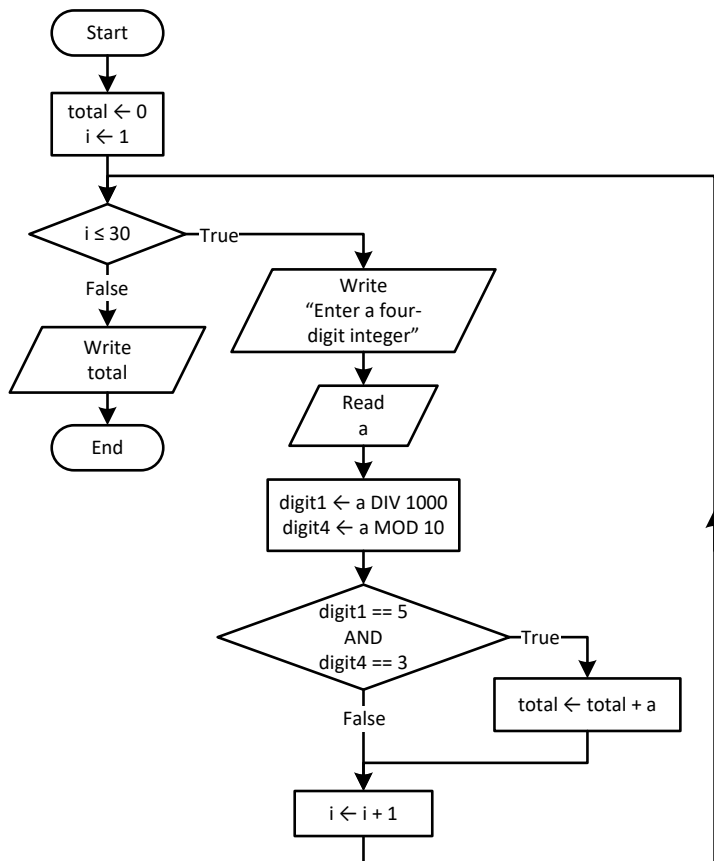 Start
total ← 0
i ← 1
i ≤ 30
True
False
Write
total
End
Write
“Enter a four-
digit integer”
Read
a
digit1 ← a DIV 1000
digit4 ← a MOD 10
digit1 == 5
AND
digit4 == 3
True
False
total ← total + a
i ← i + 1